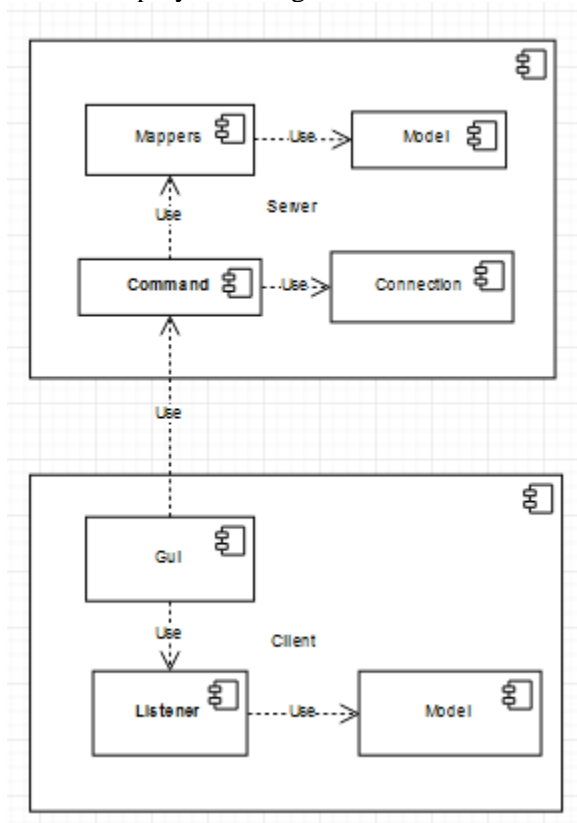 Mappers
Use
Model
Use
Server
Command
Use
Connection
Use
Gui
Use
Client
Listener
Use
Model